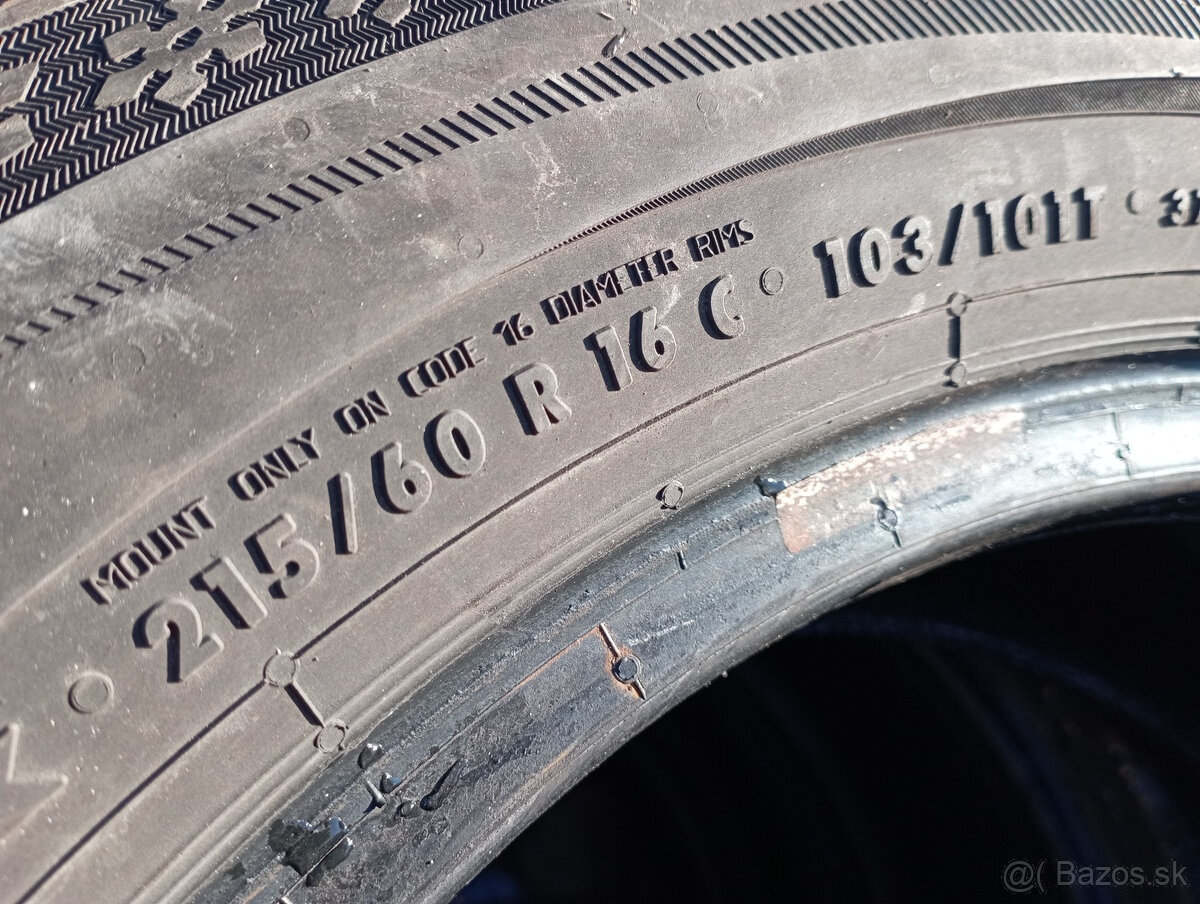 MOUNT ONLY ON CODE 16 DIAMETER RIMS
215/60 R 16 C 103/101T
@( Bazos.sk